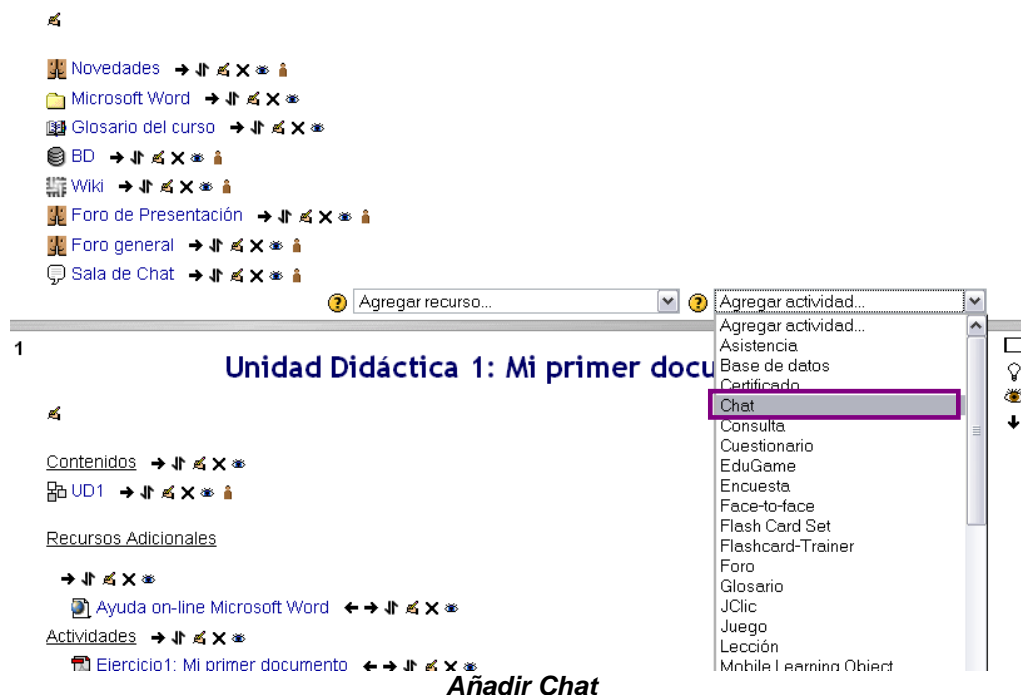 Novedades
Microsoft Word
Glosario del curso
BD
Wiki
Foro de Presentación
Foro general
Sala de Chat
Agregar recurso...
Agregar actividad...
Agregar actividad...
Asistencia
Base de datos
Certificado
Chat
Consulta
Cuestionario
EduGame
Encuesta
Face-to-face
Flash Card Set
Flashcard-Trainer
Foro
Glosario
JClic
Juego
Lección
Mobile Learning Object
1
Unidad Didáctica 1: Mi primer docu
Contenidos
UD1
Recursos Adicionales
Ayuda on-line Microsoft Word
Actividades
Ejercicio1: Mi primer documento
Añadir Chat